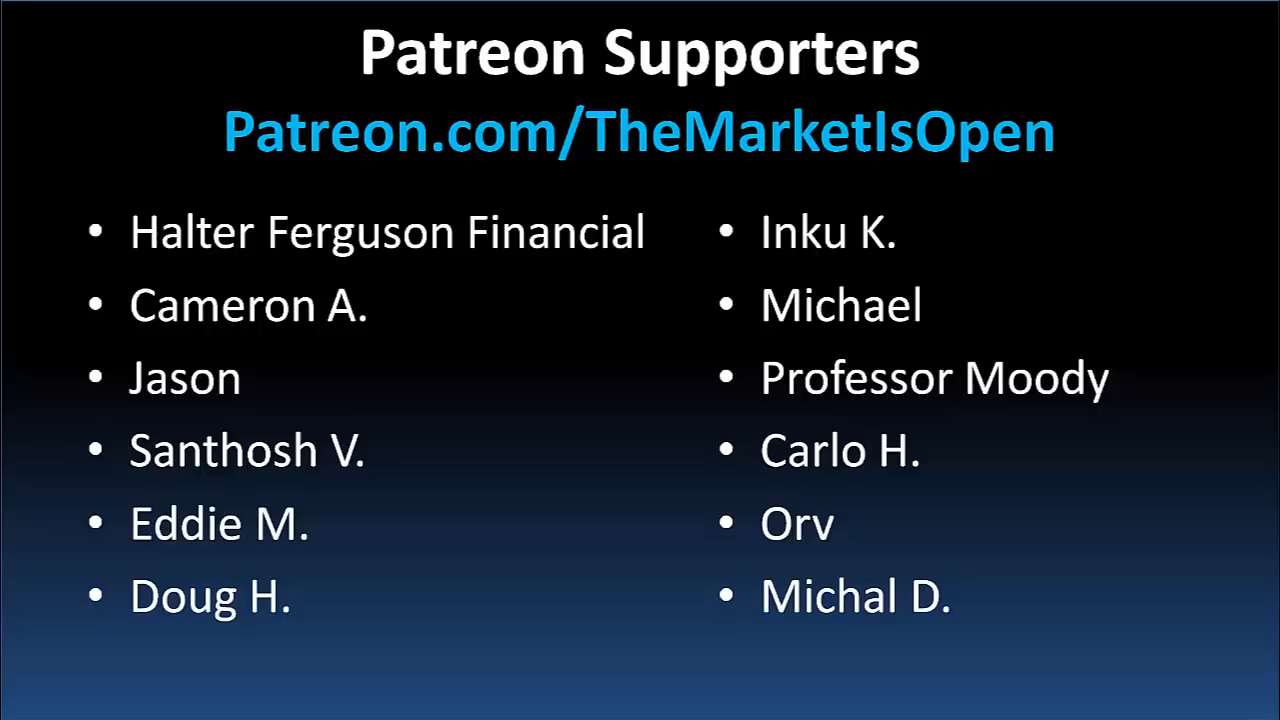 Patreon Supporters
Patreon.com/TheMarketIsOpen
• Halter Ferguson Financial
• Cameron A.
• Jason
• Santhosh V.
• Eddie M.
• Doug H.
• Inku K.
• Michael
• Professor Moody
• Carlo H.
• Orv
• Michal D.